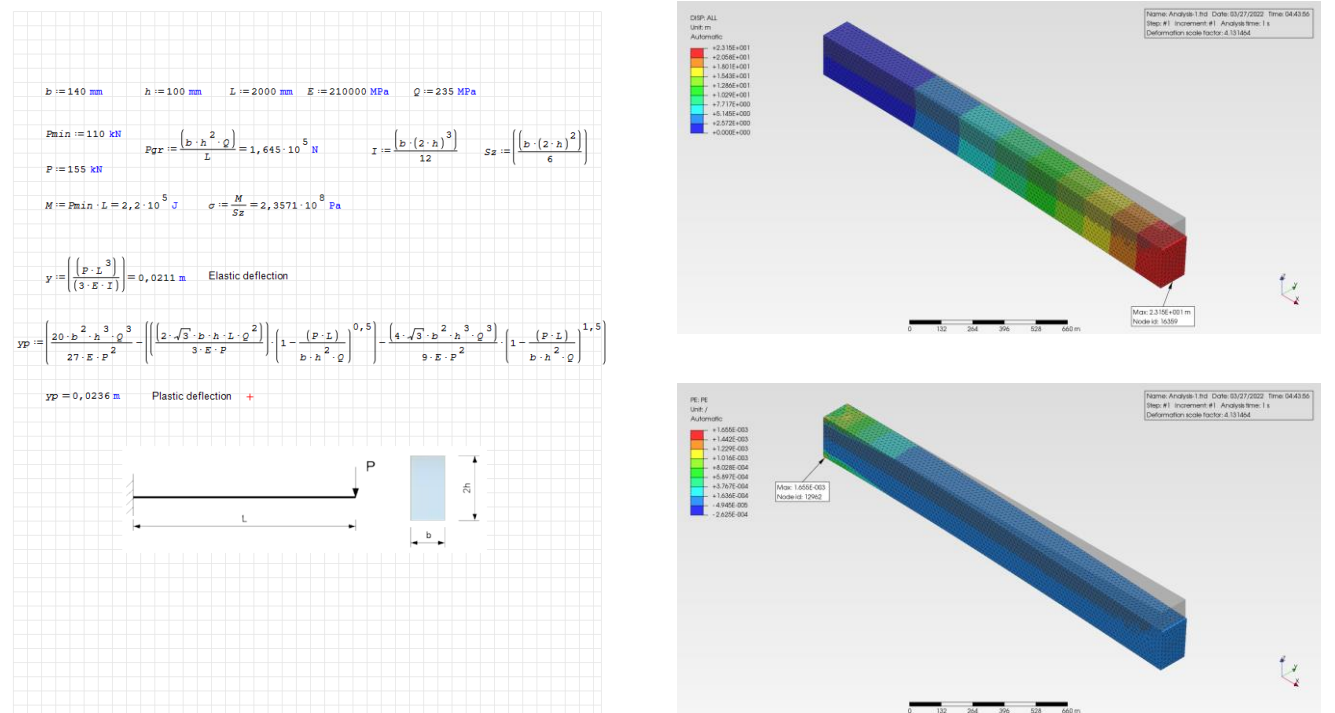 b := 140 mm h := 100 mm L := 2000 mm E := 210000 MPa Q := 235 MPa
Pmin := 110 kN
Pgr := (b · h^2 · Q) / L = 1,645 · 10^5 N
I := (b · (2 · h)^3) / 12
Sz := ((b · (2 · h)^2) / 6)
P := 155 kN
M := Pmin · L = 2,2 · 10^5 J σ := M / Sz = 2,3571 · 10^8 Pa
y := ((P · L^3) / (3 · E · I)) = 0,0211 m Elastic deflection
yp := (20 · b^2 · h^3 · Q^3 / 27 · E · P^2 - (((2 · √3 · b · h · L · Q^2) / 3 · E · P) · (1 - (P · L) / b · h^2 · Q)^0,5) - (4 · √3 · b^2 · h^3 · Q^3) / 9 · E · P^2 · (1 - (P · L) / b · h^2 · Q)^1,5
yp = 0,0236 m Plastic deflection +
P
L
2h
b
DISP: ALL
Unit: m
Automatic
+2.315E+001
+2.058E+001
+1.801E+001
+1.543E+001
+1.286E+001
+1.029E+001
+7.717E+000
+5.145E+000
+2.572E+000
+0.000E+000
Name: Analysis-1.frd Date: 03/27/2022 Time: 04:43:56
Step: #1 Increment: #1 Analysis time: 1 s
Deformation scale factor: 4.131464
Max: 2.315E+001 m
Node id: 16359
0 132 264 396 528 660 m
z
y
x
PE: PE
Unit: /
Automatic
+1.655E-003
+1.442E-003
+1.229E-003
+1.016E-003
+8.028E-004
+5.897E-004
+3.767E-004
+1.636E-004
-4.945E-005
-2.625E-004
Name: Analysis-1.frd Date: 03/27/2022 Time: 04:43:56
Step: #1 Increment: #1 Analysis time: 1 s
Deformation scale factor: 4.131464
Max: 1.655E-003
Node id: 12962
0 132 264 396 528 660 m
z
y
x